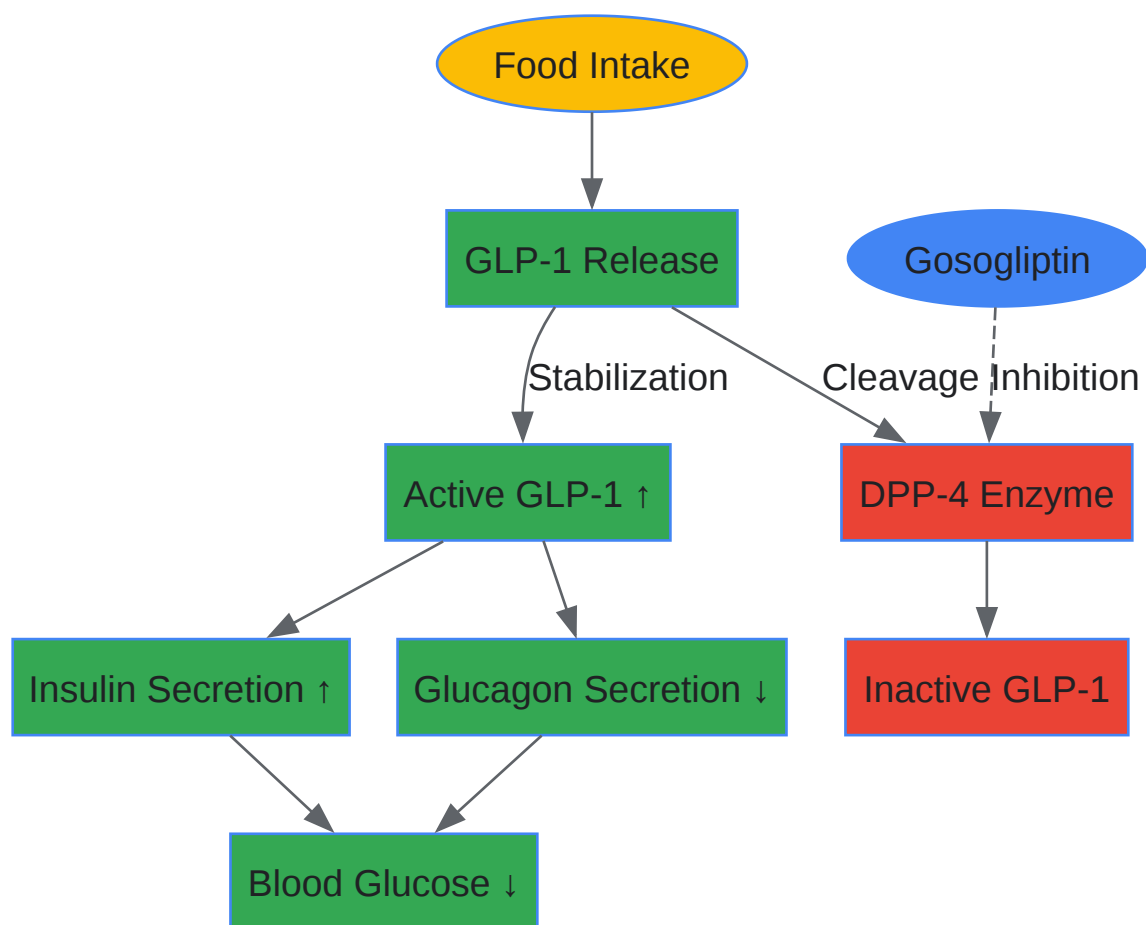 Food Intake
GLP-1 Release
Gosogliptin
Stabilization
Cleavage
Inhibition
Active GLP-1 ↑
DPP-4 Enzyme
Insulin Secretion ↑
Glucagon Secretion ↓
Inactive GLP-1
Blood Glucose ↓